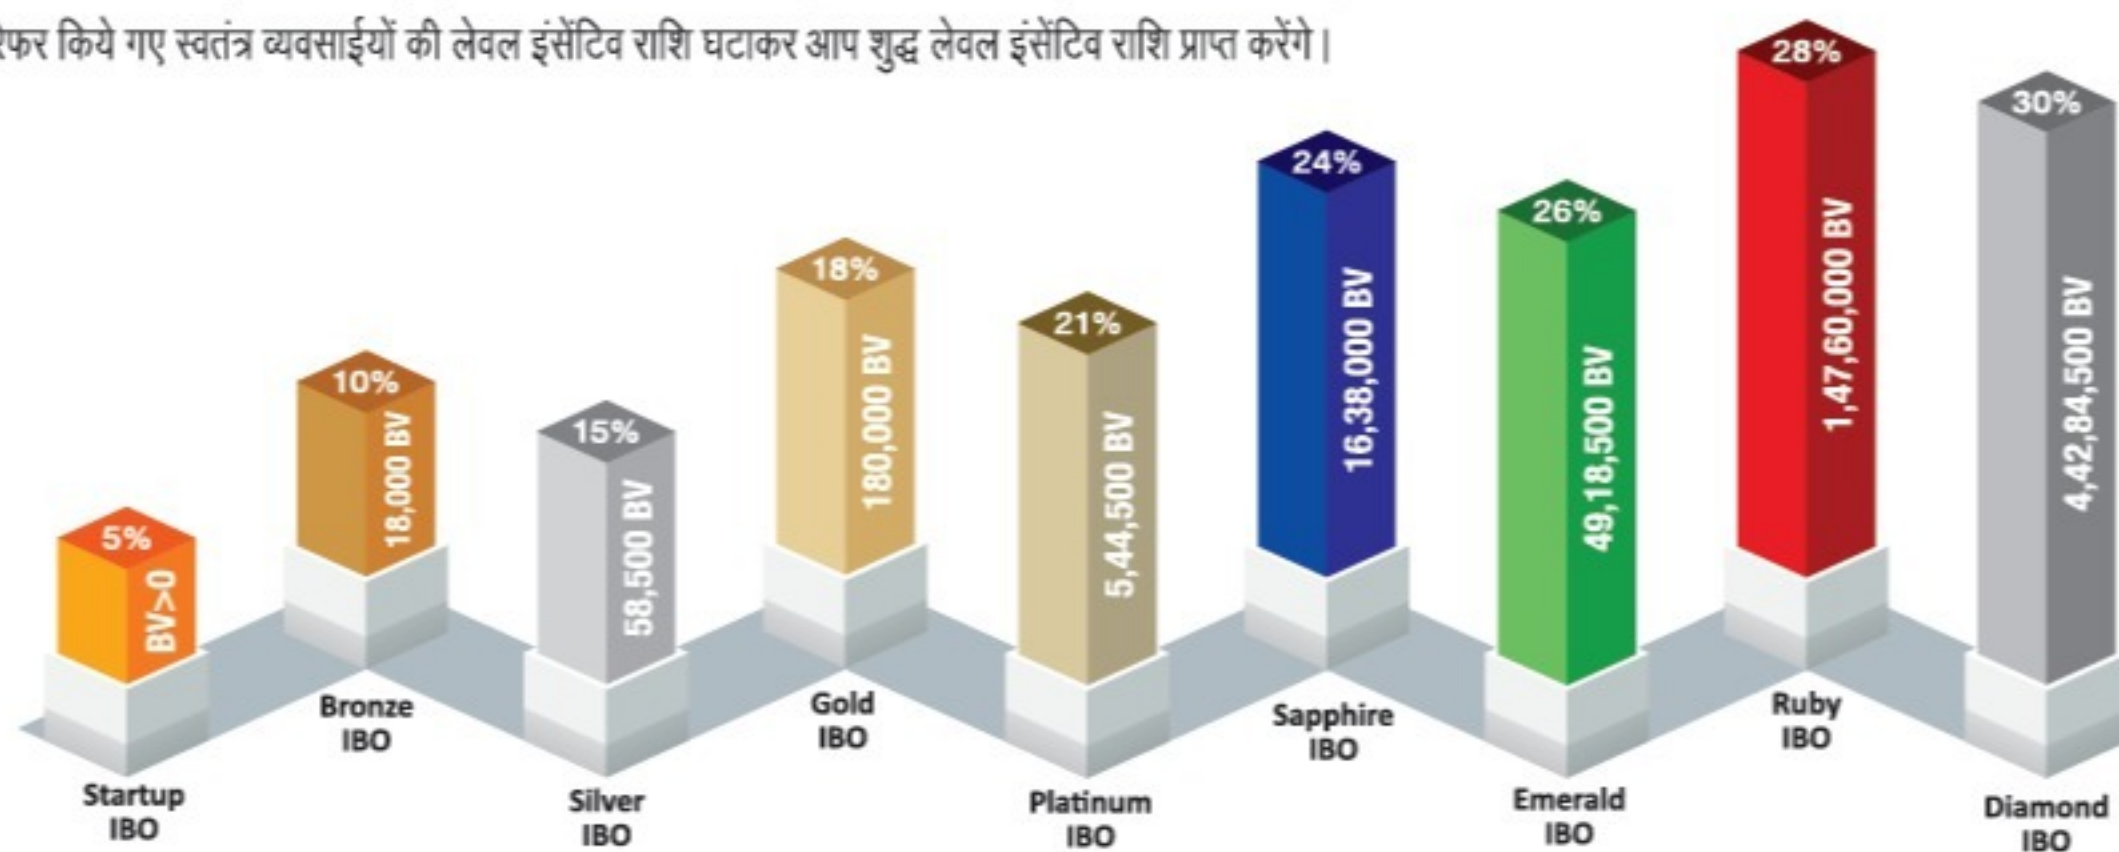 रेफर किये गए स्वतंत्र व्यवसाईयों की लेवल इंसेंटिव राशि घटाकर आप शुद्ध लेवल इंसेंटिव राशि प्राप्त करेंगे।
5%
BV>0
Startup
IBO
10%
18,000 BV
Bronze
IBO
15%
58,500 BV
Silver
IBO
18%
180,000 BV
Gold
IBO
21%
5,44,500 BV
Platinum
IBO
24%
16,38,000 BV
Sapphire
IBO
26%
49,18,500 BV
Emerald
IBO
28%
1,47,60,000 BV
Ruby
IBO
30%
4,42,84,500 BV
Diamond
IBO